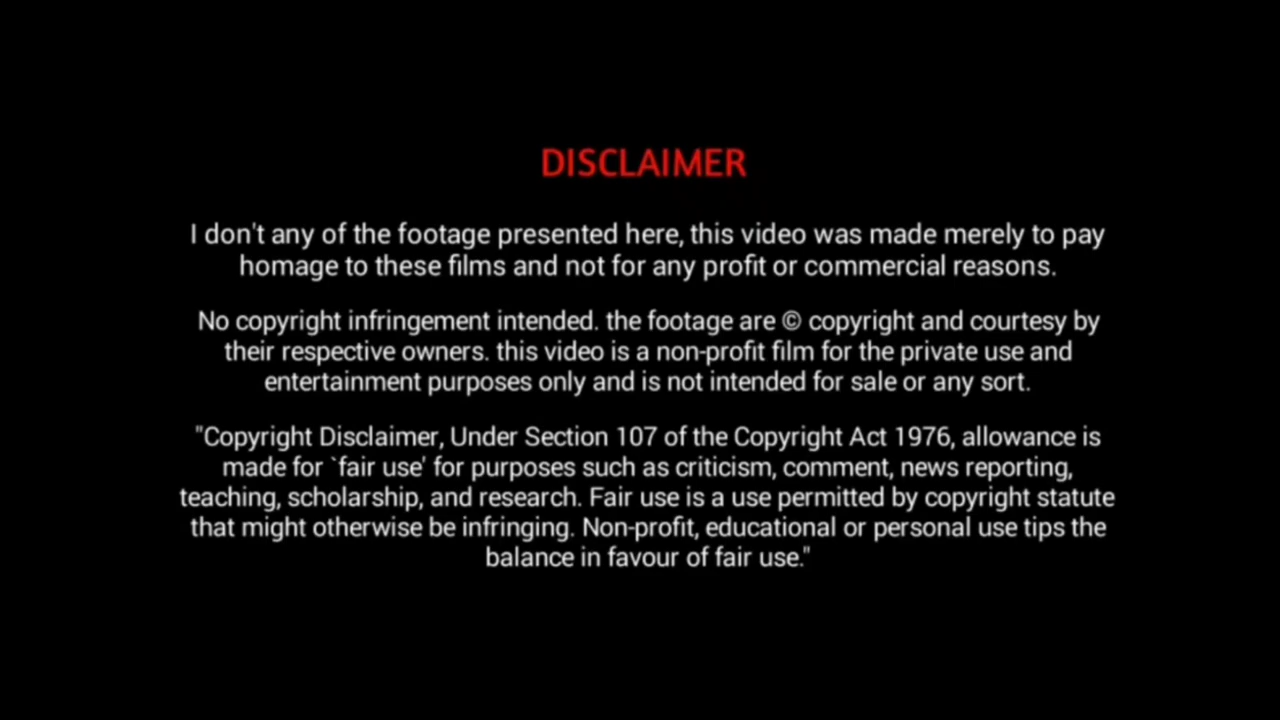 DISCLAIMER
I don't any of the footage presented here, this video was made merely to pay
homage to these films and not for any profit or commercial reasons.
No copyright infringement intended. the footage are © copyright and courtesy by
their respective owners. this video is a non-profit film for the private use and
entertainment purposes only and is not intended for sale or any sort.
"Copyright Disclaimer, Under Section 107 of the Copyright Act 1976, allowance is
made for `fair use' for purposes such as criticism, comment, news reporting,
teaching, scholarship, and research. Fair use is a use permitted by copyright statute
that might otherwise be infringing. Non-profit, educational or personal use tips the
balance in favour of fair use."